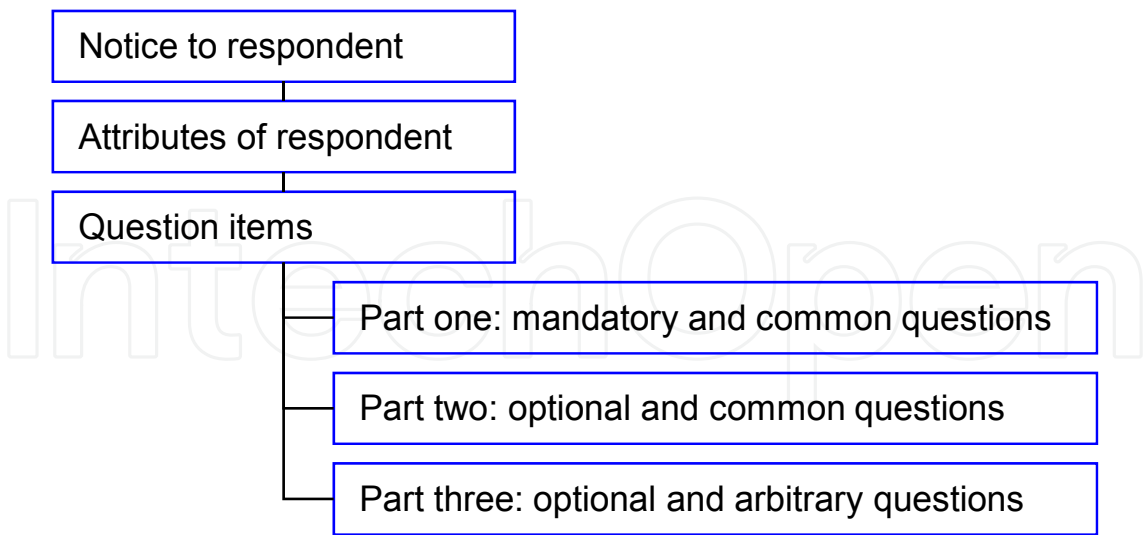 Notice to respondent
Attributes of respondent
Question items
Part one: mandatory and common questions
Part two: optional and common questions
Part three: optional and arbitrary questions
IntechOpen